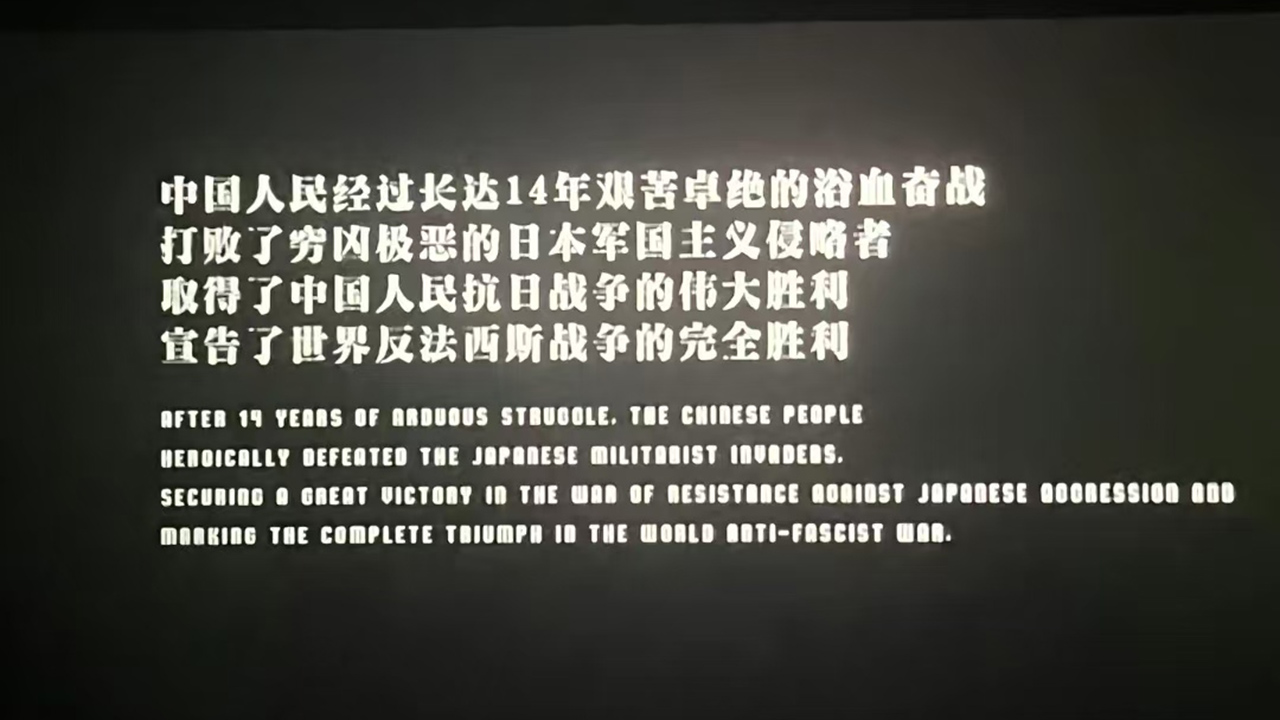 中国人民经过长达14年艰苦卓绝的浴血奋战
打败了穷凶极恶的日本军国主义侵略者
取得了中国人民抗日战争的伟大胜利
宣告了世界反法西斯战争的完全胜利
AFTER 14 YEARS OF ARDUOUS STRUGGLE, THE CHINESE PEOPLE
HEROICALLY DEFEATED THE JAPANESE MILITARIST INVADERS,
SECURING A GREAT VICTORY IN THE WAR OF RESISTANCE AGAINST JAPANESE AGGRESSION AND
MARKING THE COMPLETE TRIUMPH IN THE WORLD ANTI-FASCIST WAR.